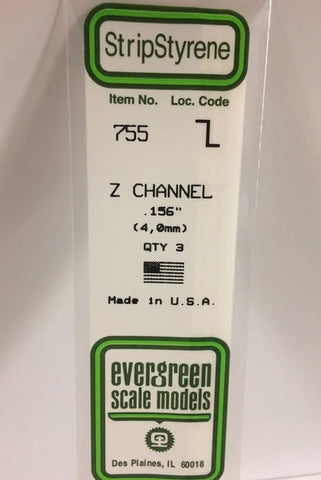 StripStyrene
Item No. Loc. Code
755
Z CHANNEL
.156"
(4,0mm)
QTY 3
Made in U.S.A.
evergreen
scale models
Des Plaines, IL 60018